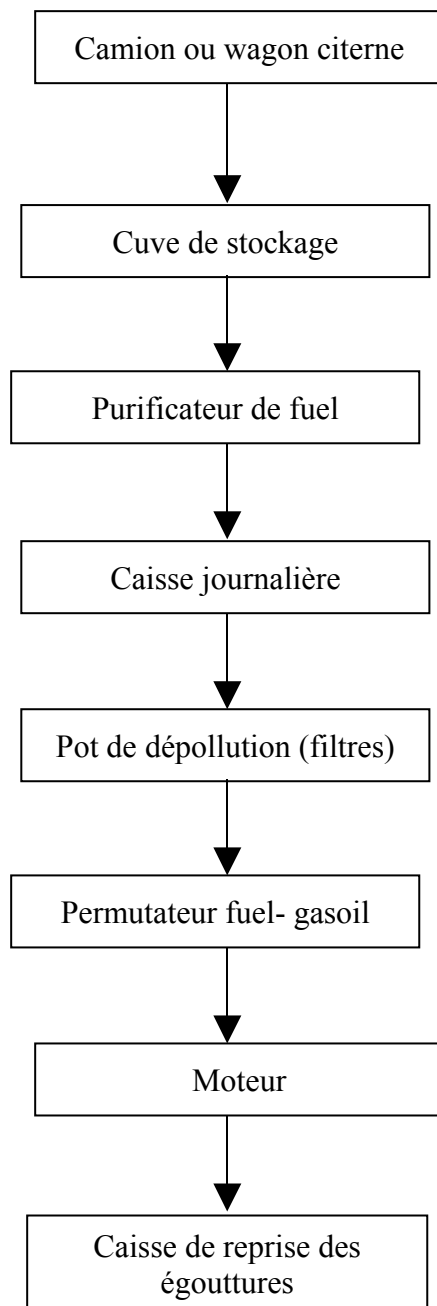 Camion ou wagon citerne
Cuve de stockage
Purificateur de fuel
Caisse journalière
Pot de dépollution (filtres)
Permutateur fuel- gasoil
Moteur
Caisse de reprise des
égouttures